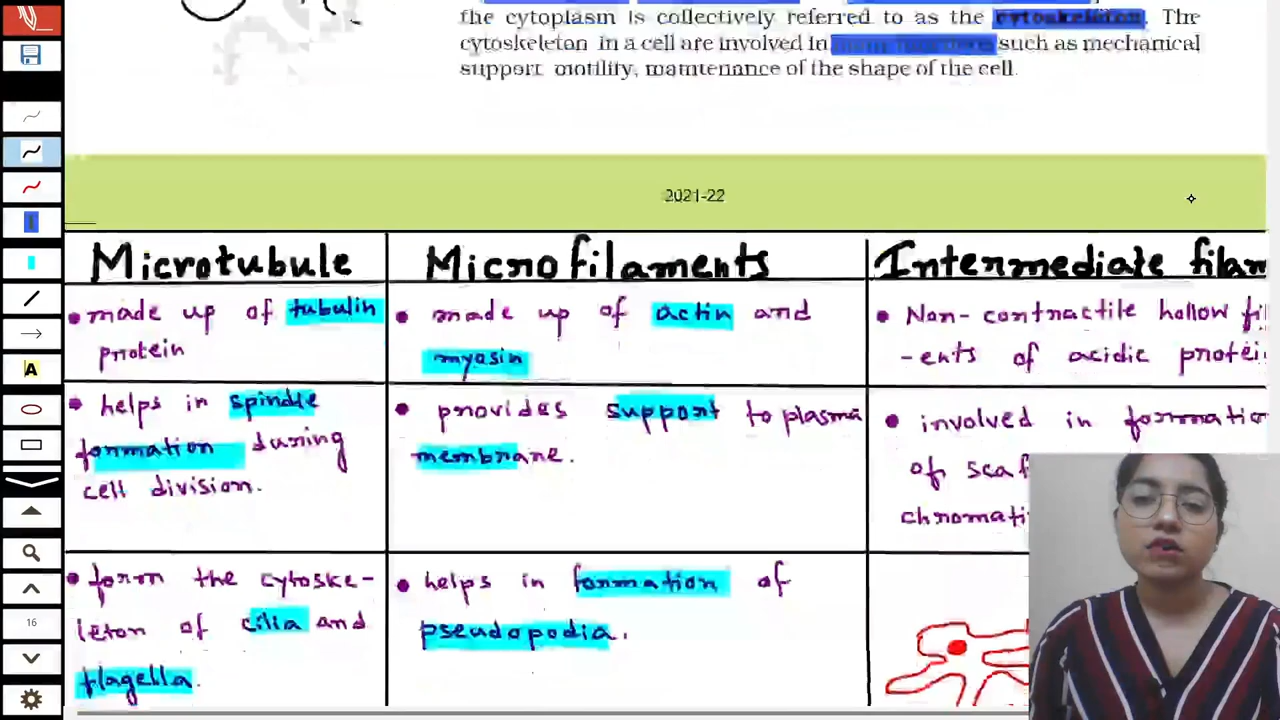 the cytoplasm is collectively referred to as the cytoskeleton. The
cytoskeleton in a cell are involved in many functions such as mechanical
support, motility, maintenance of the shape of the cell.
2021-22
Microtubule
Microfilaments
Intermediate filam
• made up of tubulin
protein
• made up of actin and
myosin
• Non-contractile hollow fil
-ents of acidic protei
• helps in spindle
formation during
cell division.
• provides support to plasma
membrane.
• involved in formatio
of scaf
chromati
• form the cytoske-
leton of cilia and
flagella.
• helps in formation of
pseudopodia.
A
16